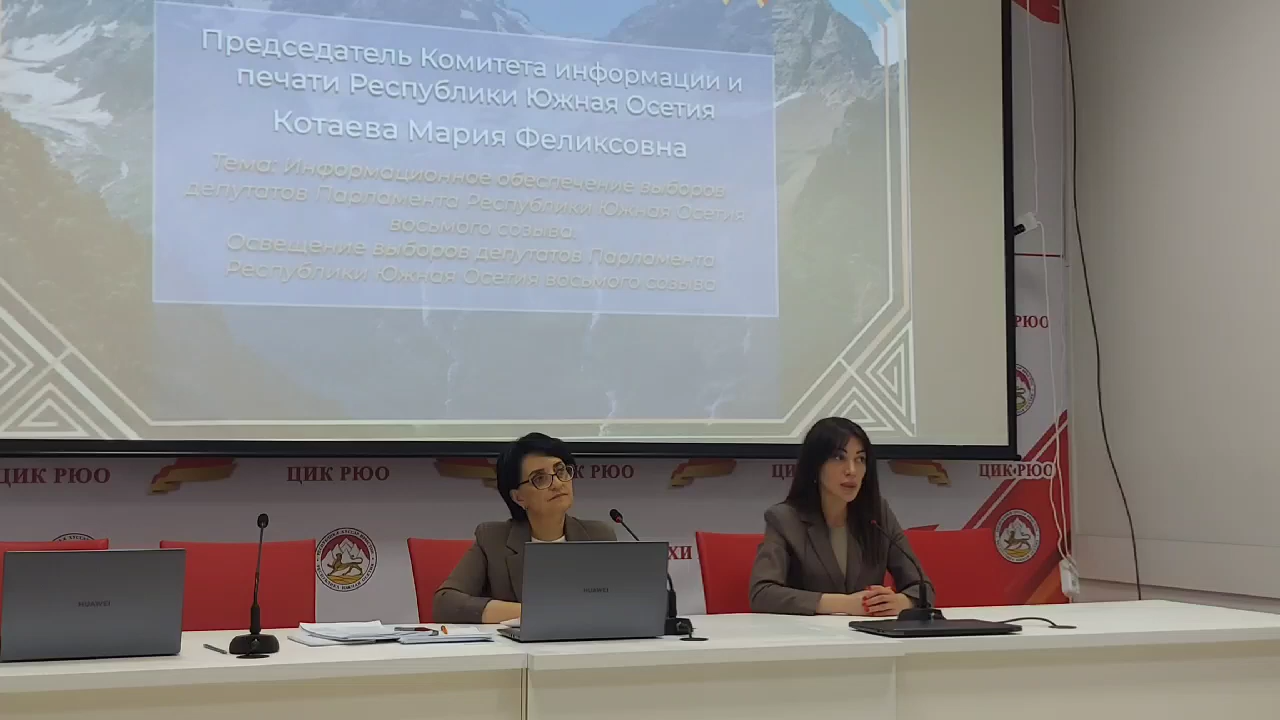 Председатель Комитета информации и
печати Республики Южная Осетия
Котаева Мария Феликсовна
Тема: Информационное обеспечение выборов
депутатов Парламента Республики Южная Осетия
восьмого созыва.
Освещение выборов депутатов Парламента
Республики Южная Осетия восьмого созыва
РЮО
ЦИК РЮО
ЦИК РЮО
РЮО
ЦИК
ЦИК РЮО
ХИ
HUAWEI
HUAWEI